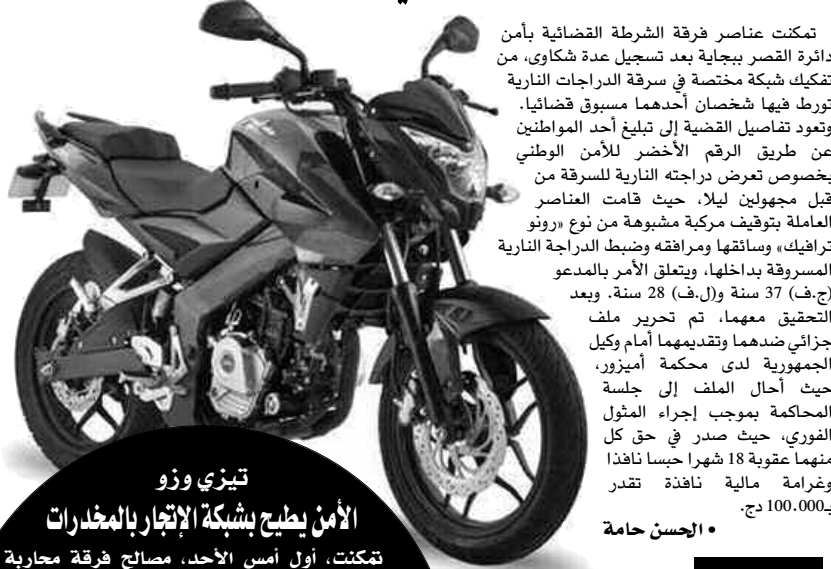 تمكنت عناصر فرقة الشرطة القضائية بأمن
دائرة القصر ببجاية بعد تسجيل عدة شكاوى، من
تفكيك شبكة مختصة في سرقة الدراجات النارية
تورط فيها شخصان أحدهما مسبوق قضائيا.
وتعود تفاصيل القضية إلى تبليغ أحد المواطنين
عن طريق الرقم الأخضر للأمن الوطني
بخصوص تعرض دراجته النارية للسرقة من
قبل مجهولين ليلا، حيث قامت العناصر
العاملة بتوقيف مركبة مشبوهة من نوع «رونو
ترافيك» وسائقها ومرافقه وضبط الدراجة النارية
المسروقة بداخلها، ويتعلق الأمر بالمدعو
(ج.ف) 37 سنة و(ل.ف) 28 سنة. وبعد
التحقيق معهما، تم تحرير ملف
جزائي ضدهما وتقديمهما أمام وكيل
الجمهورية لدى محكمة أميزور،
حيث أحال الملف إلى جلسة
المحاكمة بموجب إجراء المثول
الفوري، حيث صدر في حق كل
منهما عقوبة 18 شهرا حبسا نافذا
وغرامة مالية نافذة تقدر
بـ100.000 دج.
• الحسن حامة
تيزي وزو
الأمن يطيح بشبكة الإتجار بالمخدرات
تمكنت، أول أمس الأحد، مصالح فرقة محاربة